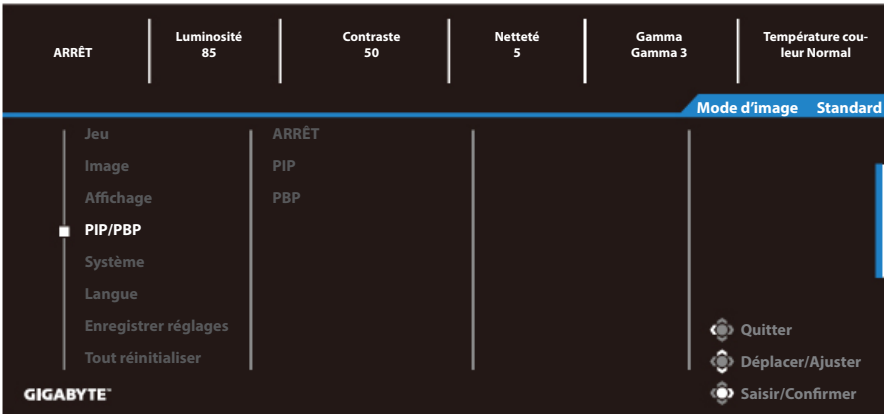 ARRÊT
Luminosité
85
Contraste
50
Netteté
5
Gamma
Gamma 3
Température cou-
leur Normal
Mode d'image Standard
Jeu
Image
Affichage
PIP/PBP
Système
Langue
Enregistrer réglages
Tout réinitialiser
ARRÊT
PIP
PBP
Quitter
Déplacer/Ajuster
Saisir/Confirmer
GIGABYTE™